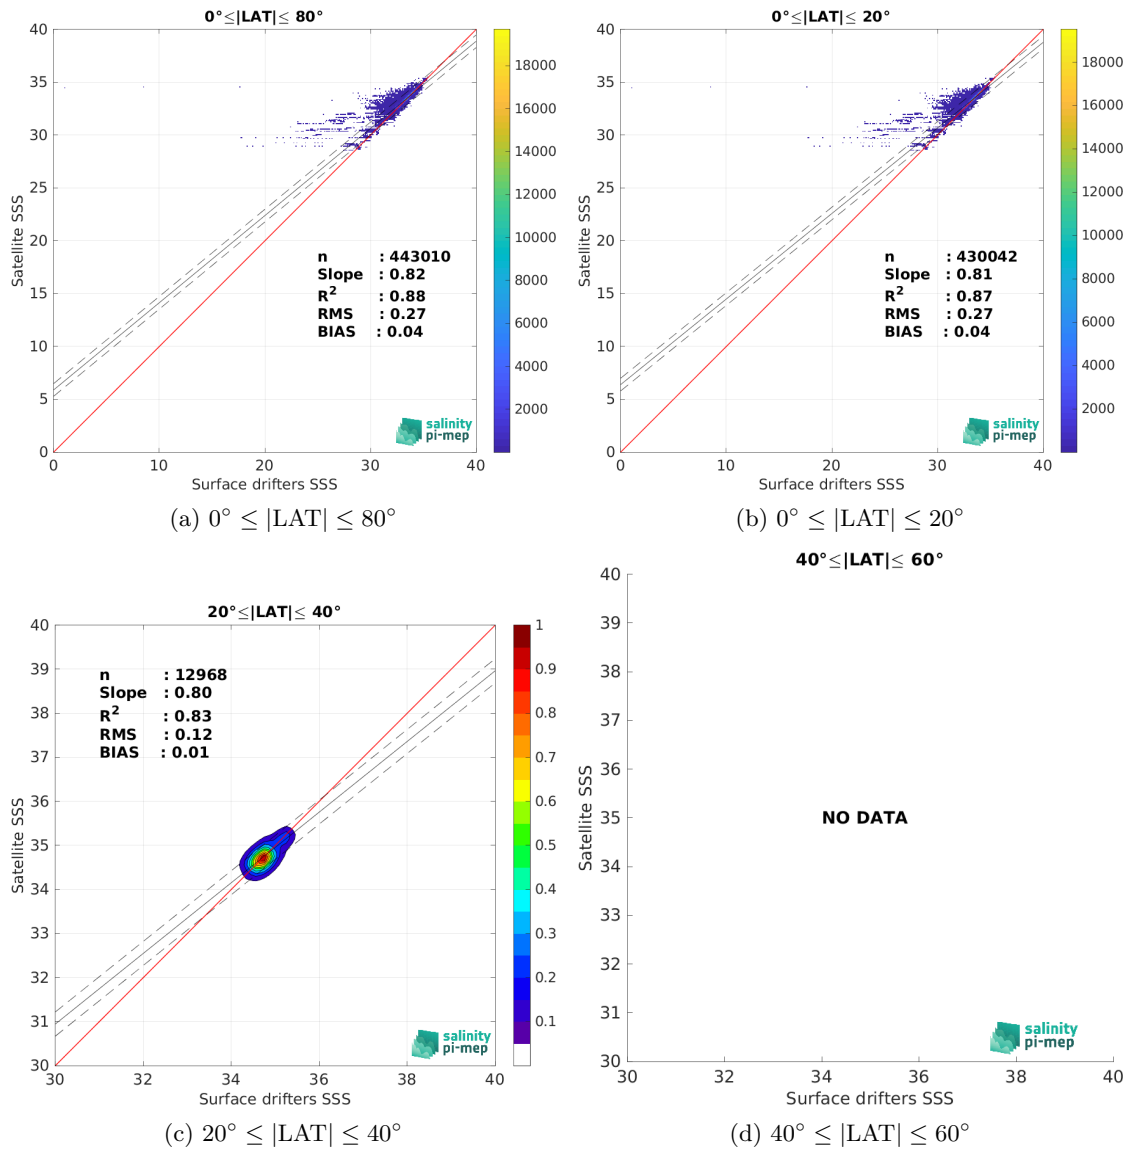 0°≤|LAT|≤ 80°
40
35
30
25
20
15
10
5
0
0
10
20
30
40
Satellite SSS
Surface drifters SSS
n : 443010
Slope : 0.82
R² : 0.88
RMS : 0.27
BIAS : 0.04
salinity
pi-mep
18000
16000
14000
12000
10000
8000
6000
4000
2000
(a) 0° ≤ |LAT| ≤ 80°
0°≤|LAT|≤ 20°
40
35
30
25
20
15
10
5
0
0
10
20
30
40
Satellite SSS
Surface drifters SSS
n : 430042
Slope : 0.81
R² : 0.87
RMS : 0.27
BIAS : 0.04
salinity
pi-mep
18000
16000
14000
12000
10000
8000
6000
4000
2000
(b) 0° ≤ |LAT| ≤ 20°
20°≤|LAT|≤ 40°
40
39
38
37
36
35
34
33
32
31
30
30
32
34
36
38
40
Satellite SSS
Surface drifters SSS
n : 12968
Slope : 0.80
R² : 0.83
RMS : 0.12
BIAS : 0.01
salinity
pi-mep
1
0.9
0.8
0.7
0.6
0.5
0.4
0.3
0.2
0.1
(c) 20° ≤ |LAT| ≤ 40°
40°≤|LAT|≤ 60°
40
39
38
37
36
35
34
33
32
31
30
30
32
34
36
38
40
Satellite SSS
Surface drifters SSS
NO DATA
salinity
pi-mep
(d) 40° ≤ |LAT| ≤ 60°